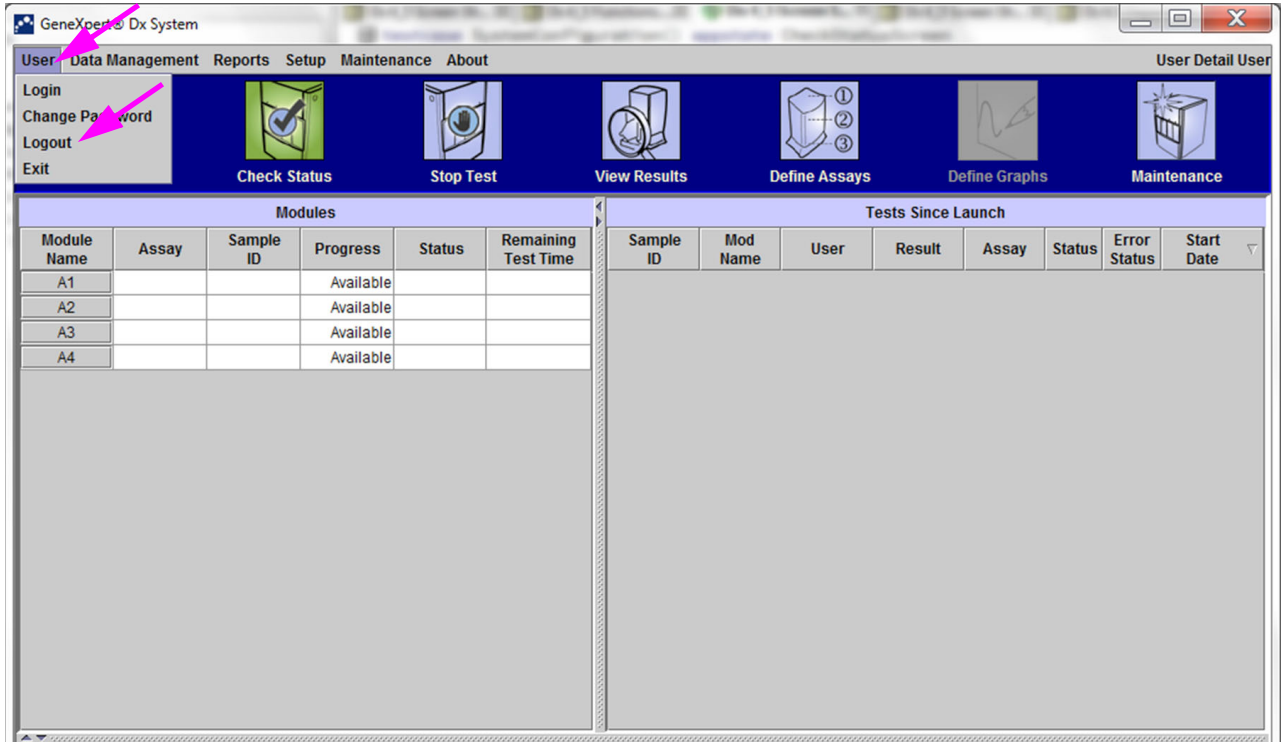 GeneXpert® Dx System
User Data Management Reports Setup Maintenance About User Detail User
Login
Change Password
Logout
Exit
Check Status Stop Test View Results Define Assays Define Graphs Maintenance
① ② ③
Modules Tests Since Launch
Module Name Assay Sample ID Progress Status Remaining Test Time Sample ID Mod Name User Result Assay Status Error Status Start Date
A1 Available
A2 Available
A3 Available
A4 Available